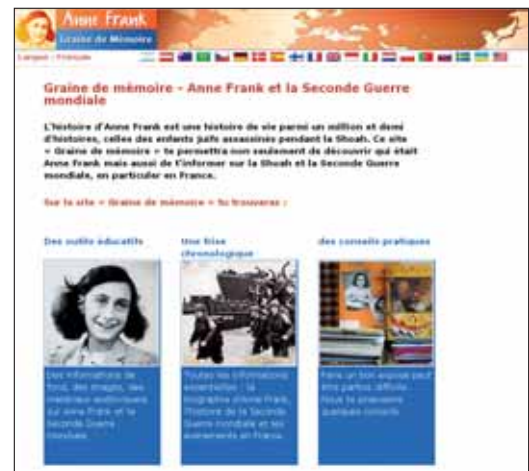 Anne Frank
Graine de Mémoire
Langue : Français
Graine de mémoire - Anne Frank et la Seconde Guerre
mondiale
L'histoire d'Anne Frank est une histoire de vie parmi un million et demi
d'histoires, celles des enfants juifs assassinés pendant la Shoah. Ce site
« Graine de mémoire » te permettra non seulement de découvrir qui était
Anne Frank mais aussi de t'informer sur la Shoah et la Seconde Guerre
mondiale, en particulier en France.
Sur le site « Graine de mémoire » tu trouveras :
Des outils éducatifs
Des informations de
fond, des images, des
matériaux audiovisuels
sur Anne Frank et la
Seconde Guerre
mondiale.
Une frise
chronologique
Toutes les informations
essentielles : la
biographie d'Anne Frank,
l'histoire de la Seconde
Guerre mondiale et les
événements en France.
des conseils pratiques
Faire un bon exposé peut
être parfois difficile.
Nous te proposons
quelques conseils.